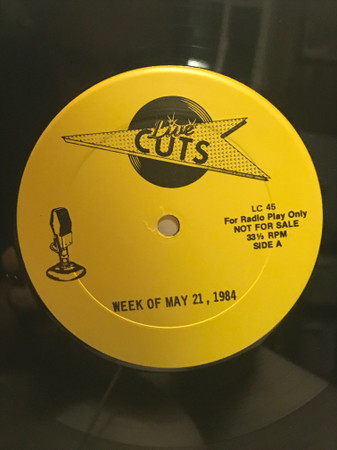 Live
CUTS
LC 45
For Radio Play Only
NOT FOR SALE
33⅓ RPM
SIDE A
WEEK OF MAY 21, 1984